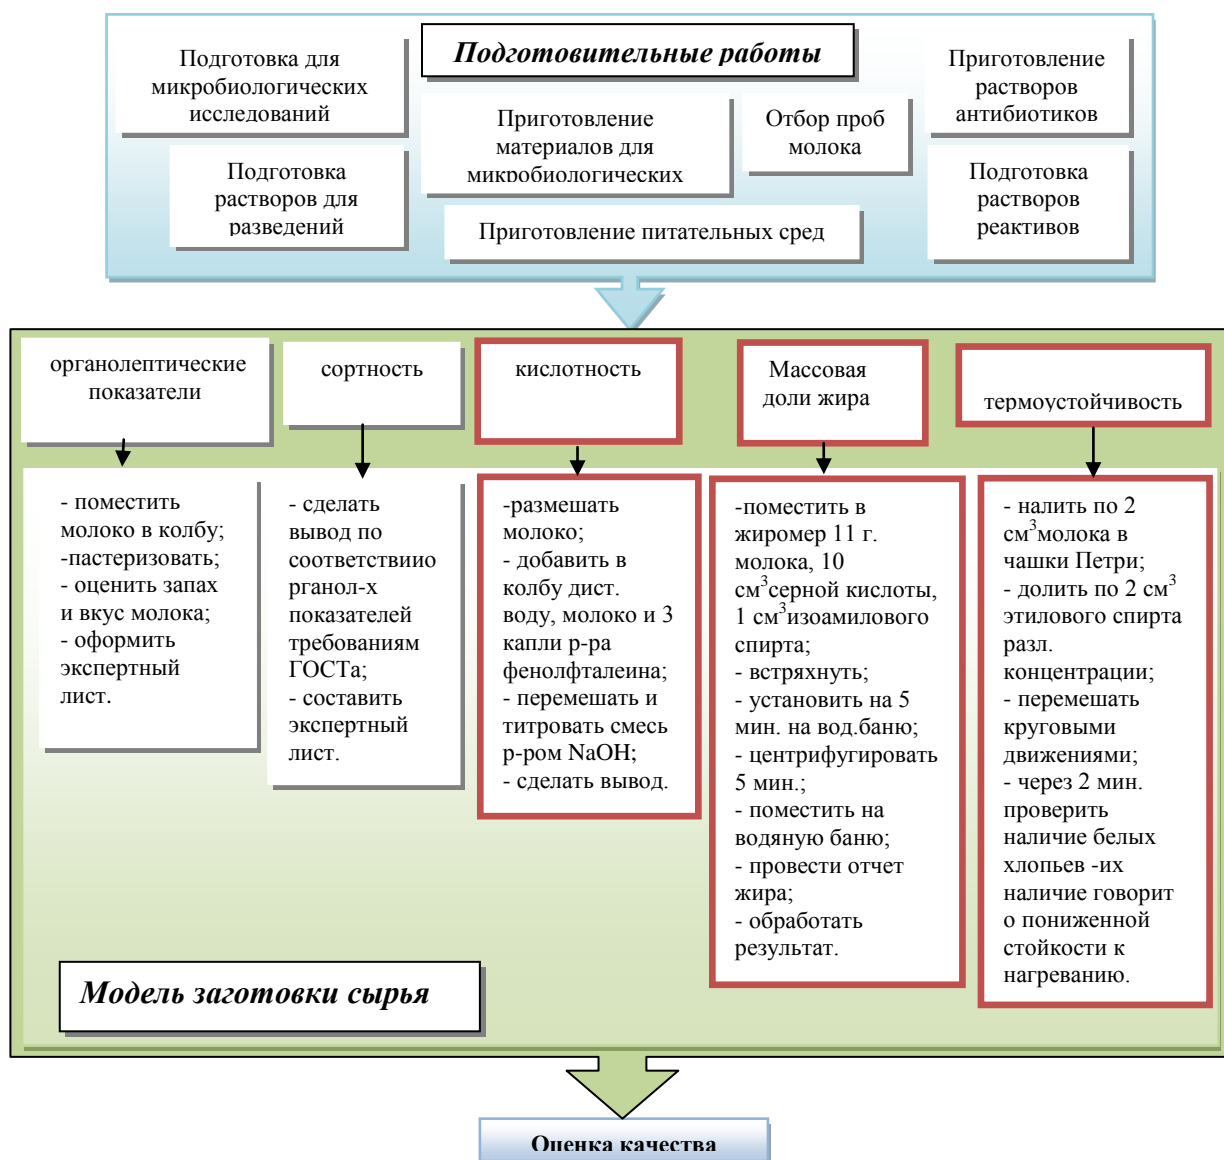 Подготовительные работы
Подготовка для
микробиологических
исследований
Приготовление
материалов для
микробиологических
Отбор проб
молока
Приготовление
растворов
антибиотиков
Подготовка
растворов для
разведений
Приготовление питательных сред
Подготовка
растворов
реактивов
органолептические
показатели
сортность
кислотность
Массовая
доли жира
термоустойчивость
- поместить
молоко в колбу;
-пастеризовать;
- оценить запах
и вкус молока;
- оформить
экспертный
лист.
- сделать
вывод по
соответствиио
рганол-х
показателей
требованиям
ГОСТа;
- составить
экспертный
лист.
-размешать
молоко;
- добавить в
колбу дист.
воду, молоко и 3
капли р-ра
фенолфталеина;
- перемешать и
титровать смесь
р-ром NaOH;
- сделать вывод.
-поместить в
жиромер 11 г.
молока, 10
см³серной кислоты,
1 см³изоамилового
спирта;
- встряхнуть;
- установить на 5
мин. на вод.баню;
- центрифугировать
5 мин.;
- поместить на
водяную баню;
- провести отчет
жира;
- обработать
результат.
- налить по 2
см³молока в
чашки Петри;
- долить по 2 см³
этилового спирта
разл.
концентрации;
- перемешать
круговыми
движениями;
- через 2 мин.
проверить
наличие белых
хлопьев -их
наличие говорит
о пониженной
стойкости к
нагреванию.
Модель заготовки сырья
Оценка качества